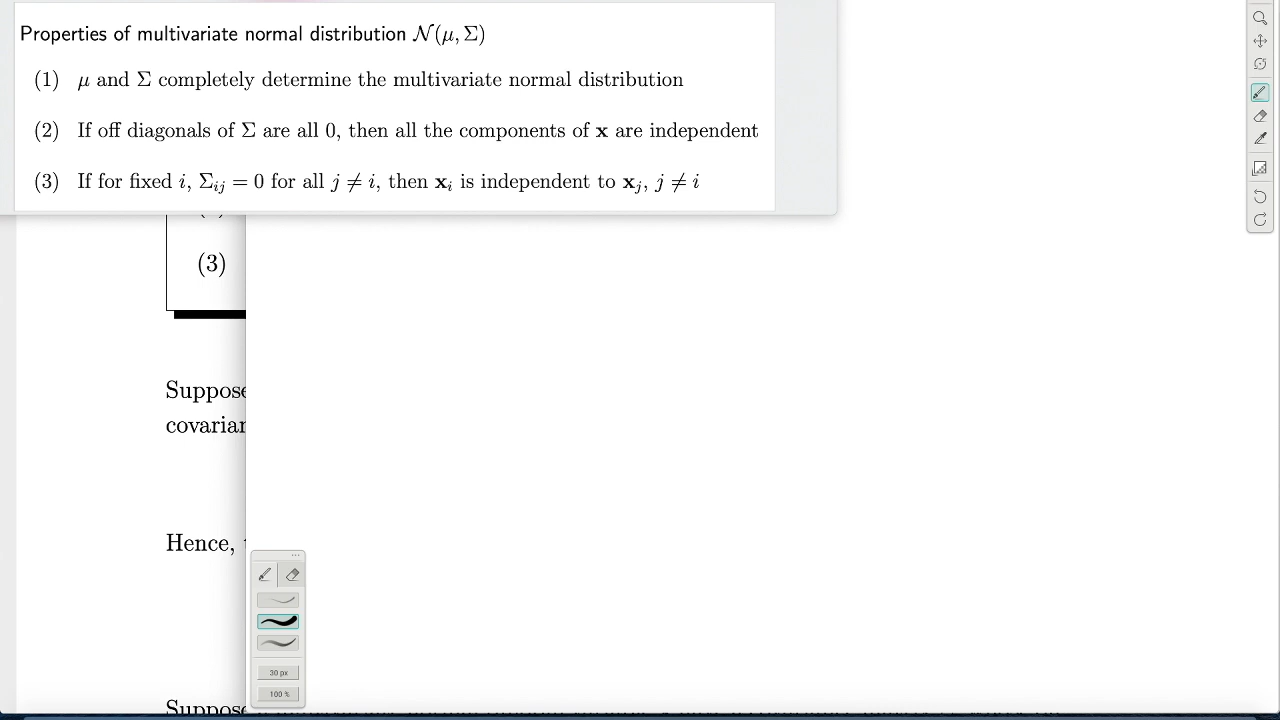 Properties of multivariate normal distribution 𝒩(μ, Σ)
(1) μ and Σ completely determine the multivariate normal distribution
(2) If off diagonals of Σ are all 0, then all the components of x are independent
(3) If for fixed i, Σij = 0 for all j ≠ i, then xi is independent to xj, j ≠ i
(3)
Suppose
covarian
Hence,
30 px
100 %
Suppose